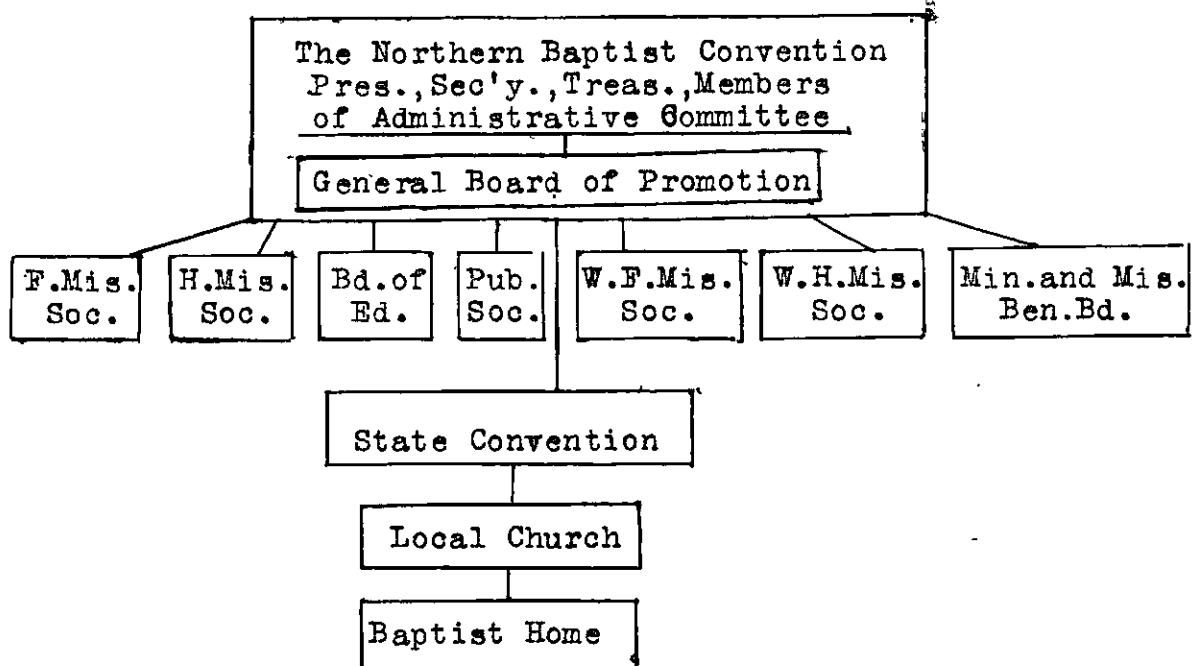 The Northern Baptist Convention
Pres.,Sec'y.,Treas.,Members
of Administrative Committee
General Board of Promotion
F.Mis.
Soc.
H.Mis.
Soc.
Bd.of
Ed.
Pub.
Soc.
W.F.Mis.
Soc.
W.H.Mis.
Soc.
Min.and Mis.
Ben.Bd.
State Convention
Local Church
Baptist Home